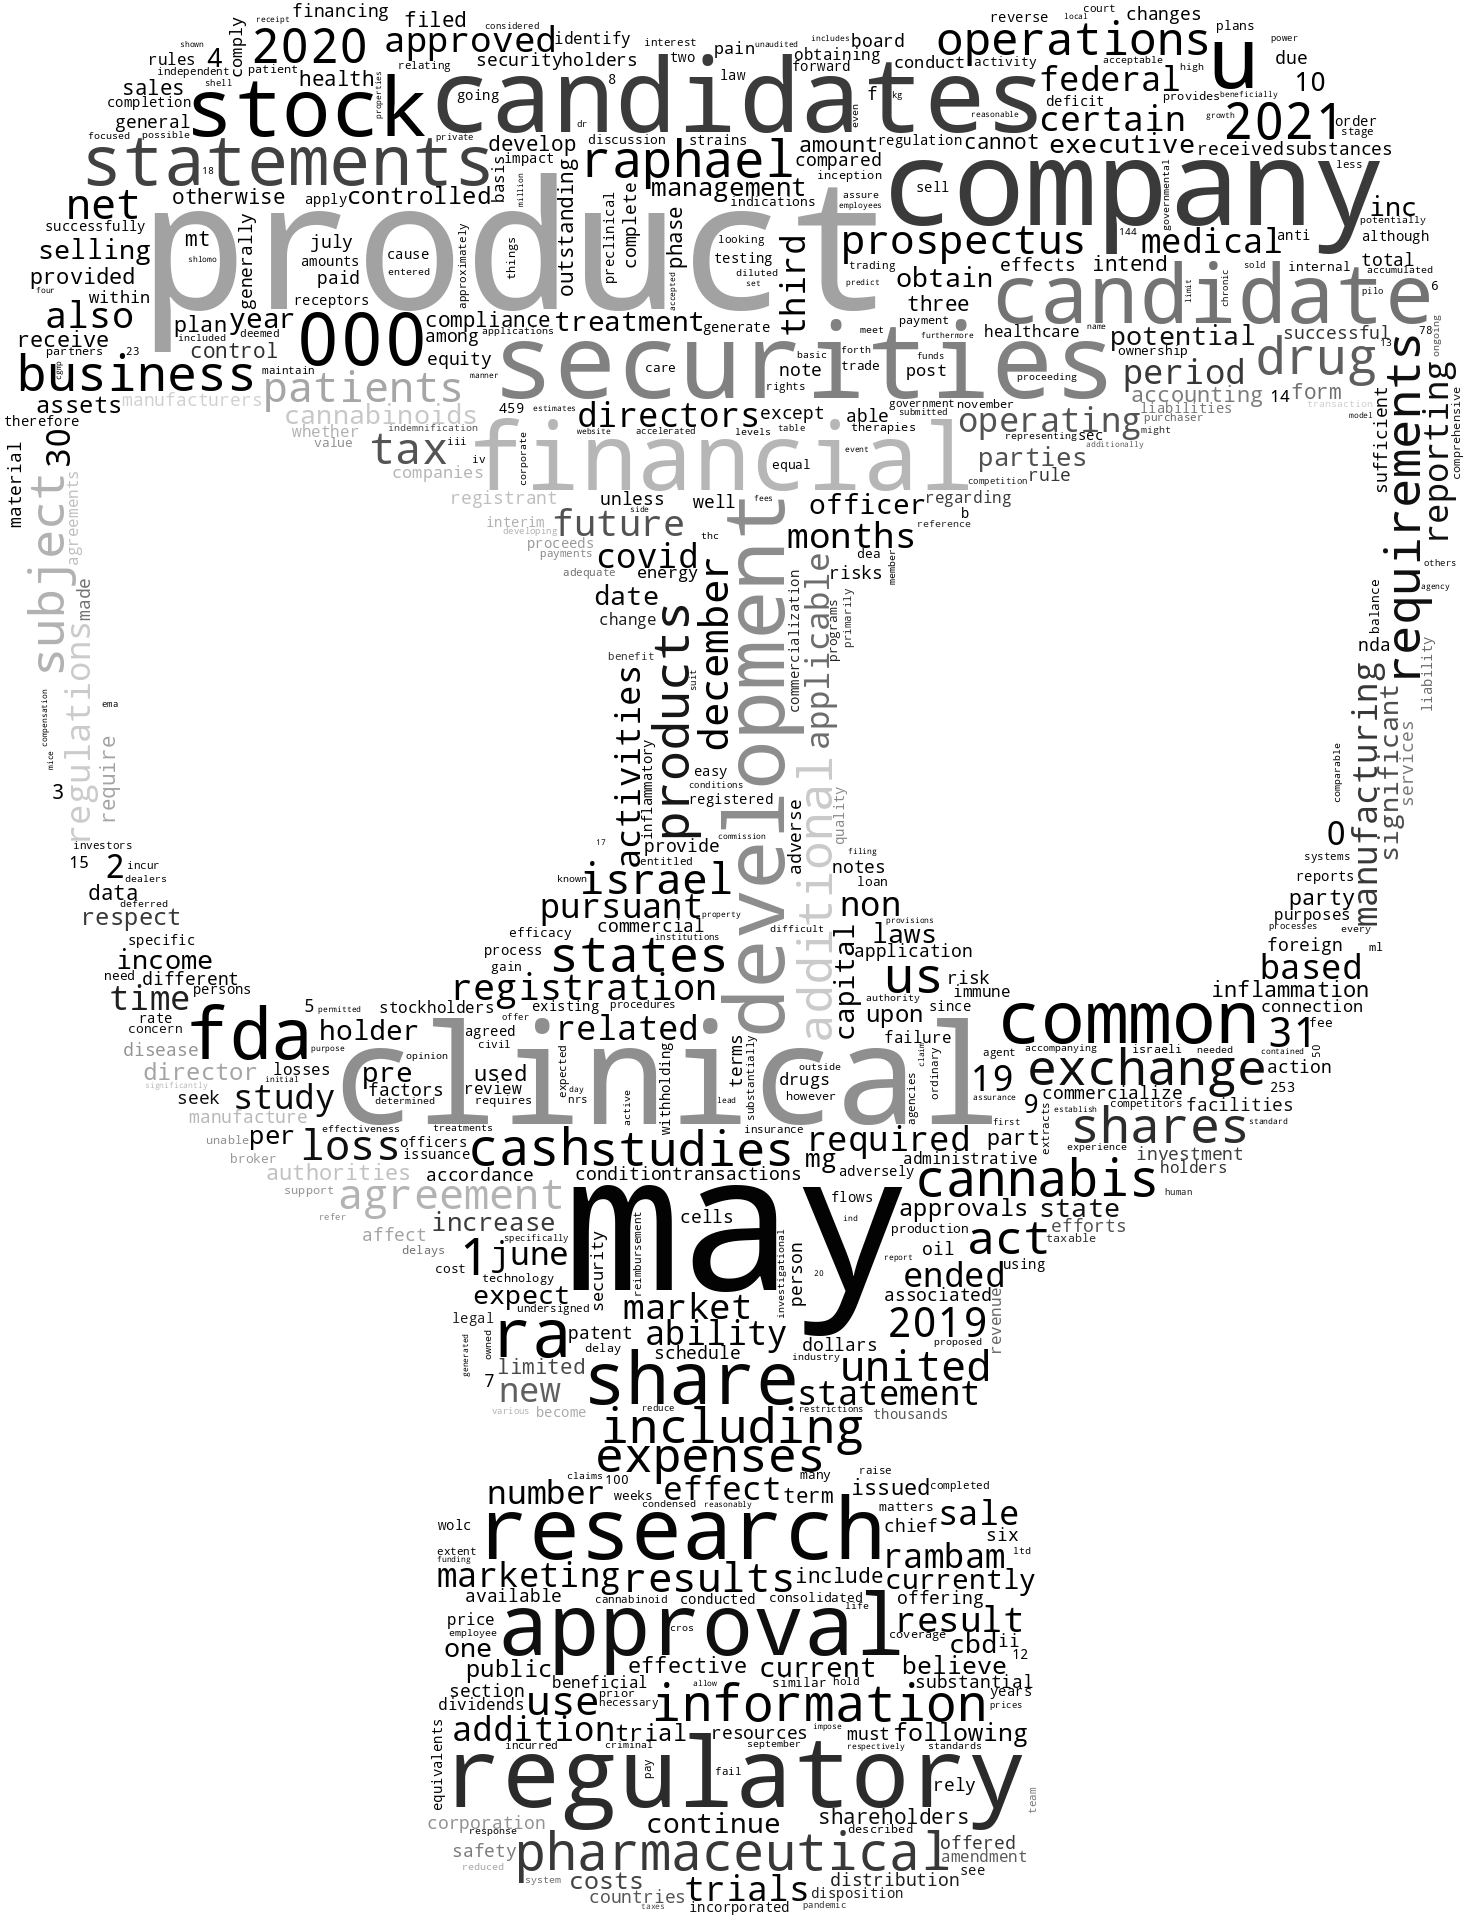 receipt financing filed considered reverse local court changes
shown 4 comply 2020 approved identify interest includes board operations u plans power
rules independent patient health relating securityholders two pain unaudited obtaining conduct activity federal acceptable high due
sales shell stock properties going candidates 8 law forward f kg deficit provides beneficially 10
completion general private dr even reasonable certain growth 2021 order
focused possible statements develop discussion strains amount regulation cannot executive received substances stage
18 basis impact outstanding raphael compared inception company less
net otherwise apply controlled million management indications assure employees sell governmental inc
successfully mt generally july product things preclinical complete phase looking third prospectus 144 medical anti potentially
selling shlomo amounts cause approximately testing trading obtain effects intend sold internal total although
provided four within paid entered accepted diluted set predict three candidate limit chronic pilo accumulated 6
also plan year receptors compliance treatment generate payment healthcare name potential successful 78 ongoing
receive included deemed 000 among applications securities meet furthermore ownership 13
partners 23 control equity basic forth funds drug requirements reporting
business cgmp maintain patients manner care note trade post proceeding period
assets manufacturers cannabinoids 459 estimates rights government november accounting 14 form transaction
therefore 30 whether indemnification directors except able submitted operating liabilities purchaser model
material value tax iii website accelerated levels table therapies representing sec might sufficient comprehensive
companies iv corporate financial equal event parties additionally
subject agreements registrant unless well fees officer regarding competition rule
interim side future development months b reference
developing proceeds covid thc dea others
payments adequate energy december risks member agency
made date applicable balance
regulations change products commercialization programs primarily nda
benefit suit liability
compensation ema activities manufacturing significant
mice require inflammatory easy additional comparable services
3 conditions registered quality
investors 17 provide commission adverse filing 0
15 2 incur entitled notes systems
data dealers known israel loan reports
deferred respect pursuant property non party
specific efficacy commercial difficult provisions laws purposes processes every
income process states institutions capital application foreign ml
need different gain us risk based
time persons registration authority immune inflammation
rate 5 permitted stockholders existing procedures upon since common connection
concern fda holder agreed offer related failure 31 fee
disease purpose opinion civil clinical terms substantially claim agent accompanying israeli needed contained 50
director losses pre used expected outside exchange action
significantly initial factors review day drugs agencies ordinary 19
seek study determined requires nrs active withholding lead however assurance 9 commercialize 253
manufacture effectiveness treatments insurance first establish competitors facilities
unable per loss officers cash studies required part extracts shares standard
broker issuance mg administrative experience investment
authorities accordance condition transactions adversely cannabis holders
support agreement may flows approvals state human
refer increase cells ind production efforts
affect delays specifically reimbursement act taxable
cost 1 june security investigational person 20 oil report using
technology expect ended
undersigned market associated revenue
legal ra patent ability 2019
generated owned delay schedule dollars proposed
limited industry united
7 new share statement
various become reduce restrictions thousands
including
expenses
claims 100 many raise
number weeks effect term issued completed
condensed reasonably matters sale
wolc research chief six
extent funding rambam ltd
marketing results include currently
available cannabinoid conducted consolidated offering
price approval life result
employee cros coverage
one cbd ii 12
public effective current believe
section beneficial allow similar hold substantial
dividends use prior necessary information years prices
addition trial resources impose must following
equivalents incurred criminal september respectively standards
regulatory pay fail rely
team
corporation continue shareholders
response described
safety pharmaceutical offered
reduced amendment
system costs see
countries trials distribution
taxes incorporated disposition pandemic